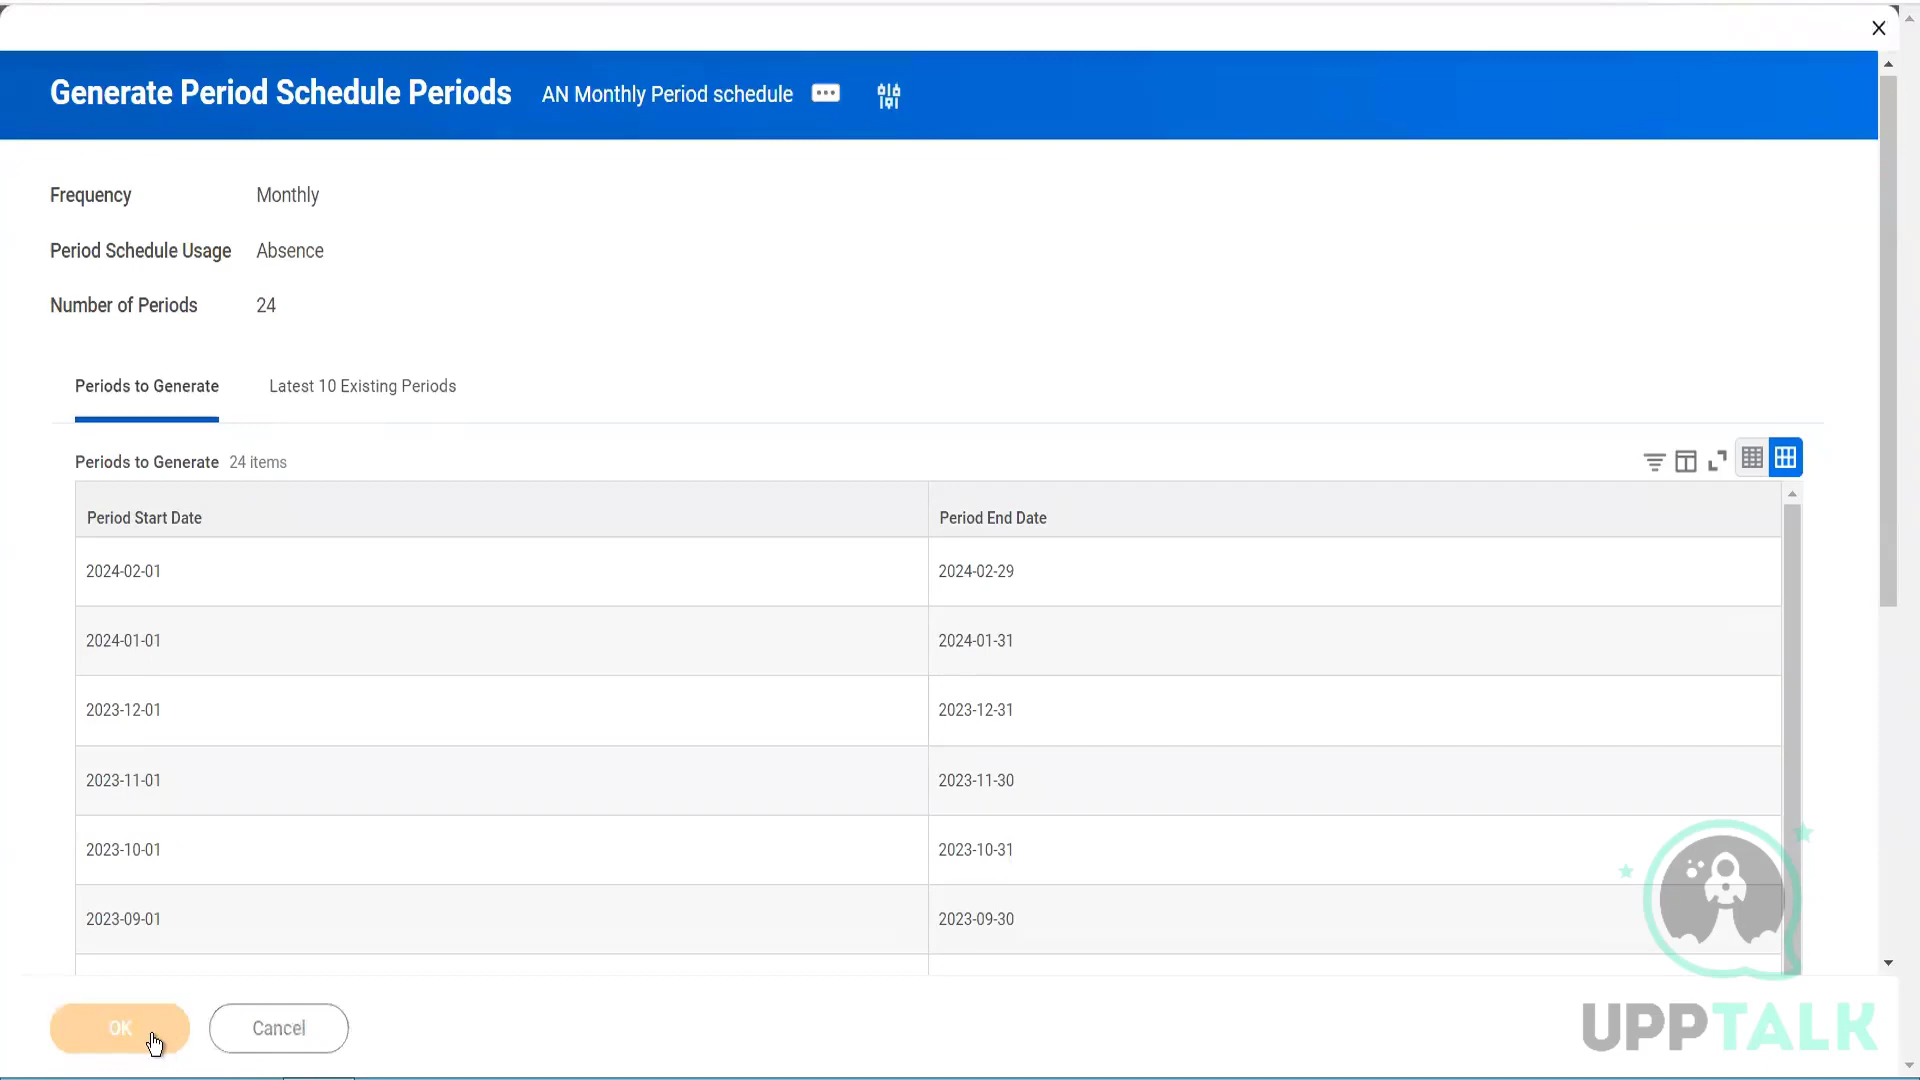 Generate Period Schedule Periods AN Monthly Period schedule
Frequency Monthly
Period Schedule Usage Absence
Number of Periods 24
Periods to Generate Latest 10 Existing Periods
Periods to Generate 24 items
Period Start Date Period End Date
2024-02-01 2024-02-29
2024-01-01 2024-01-31
2023-12-01 2023-12-31
2023-11-01 2023-11-30
2023-10-01 2023-10-31
2023-09-01 2023-09-30
OK Cancel
UPPTALK